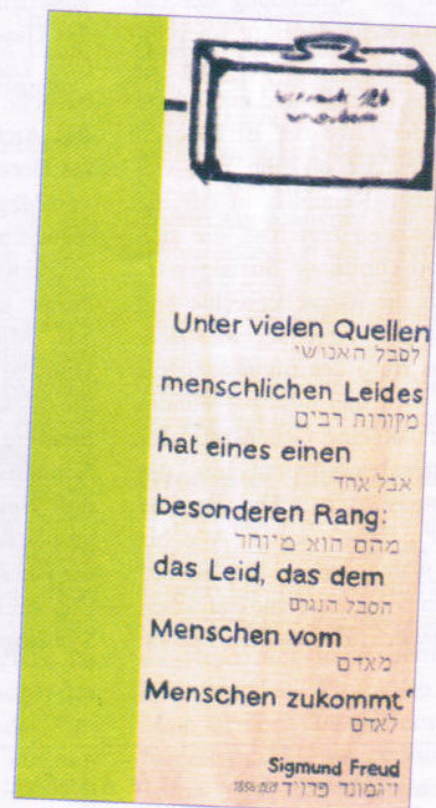 Unter vielen Quellen
לסבל האנושי
menschlichen Leides
מקורות רבים
hat eines einen
אבל אחד
besonderen Rang:
מהם הוא מיוחד
das Leid, das dem
הסבל הנגרם
Menschen vom
מאדם
Menschen zukommt."
לאדם
Sigmund Freud
זיגמונד פרויד 1856